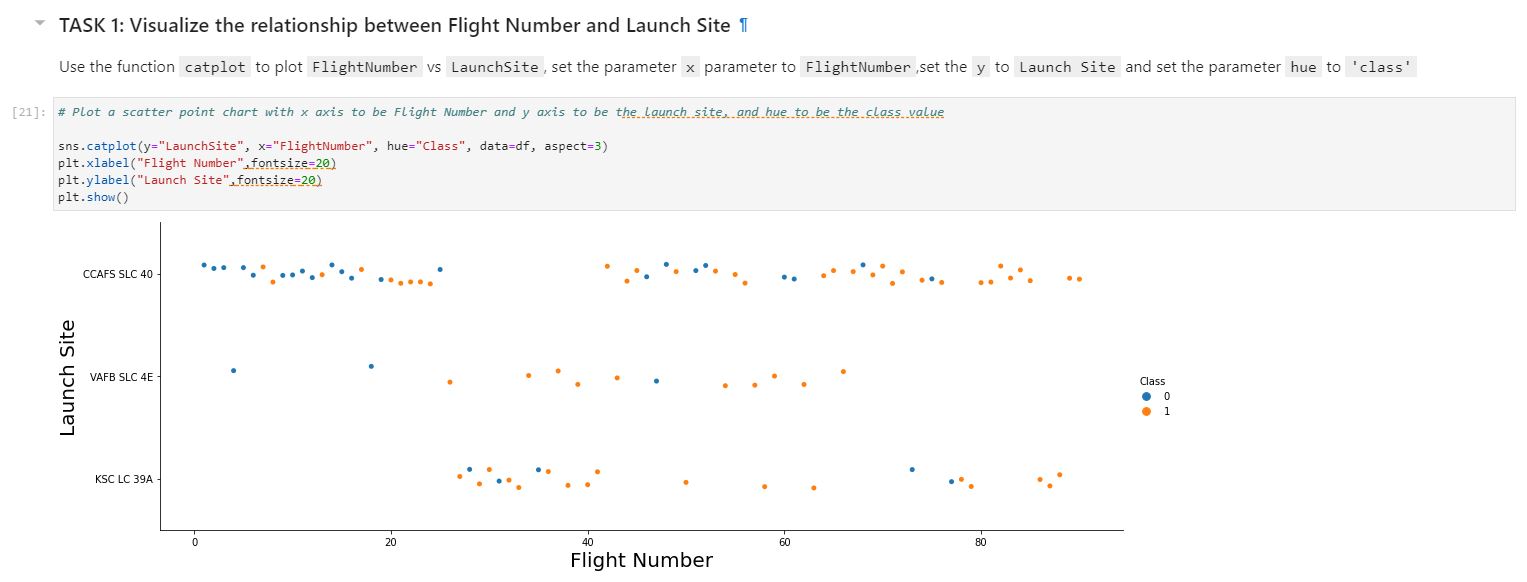 TASK 1: Visualize the relationship between Flight Number and Launch Site ¶
Use the function catplot to plot FlightNumber vs LaunchSite , set the parameter x parameter to FlightNumber ,set the y to Launch Site and set the parameter hue to 'class'
[21]:
# Plot a scatter point chart with x axis to be Flight Number and y axis to be the launch site, and hue to be the class value
sns.catplot(y="LaunchSite", x="FlightNumber", hue="Class", data=df, aspect=3)
plt.xlabel("Flight Number",fontsize=20)
plt.ylabel("Launch Site",fontsize=20)
plt.show()
Launch Site
CCAFS SLC 40
VAFB SLC 4E
KSC LC 39A
Class
0
1
0 20 40 60 80
Flight Number